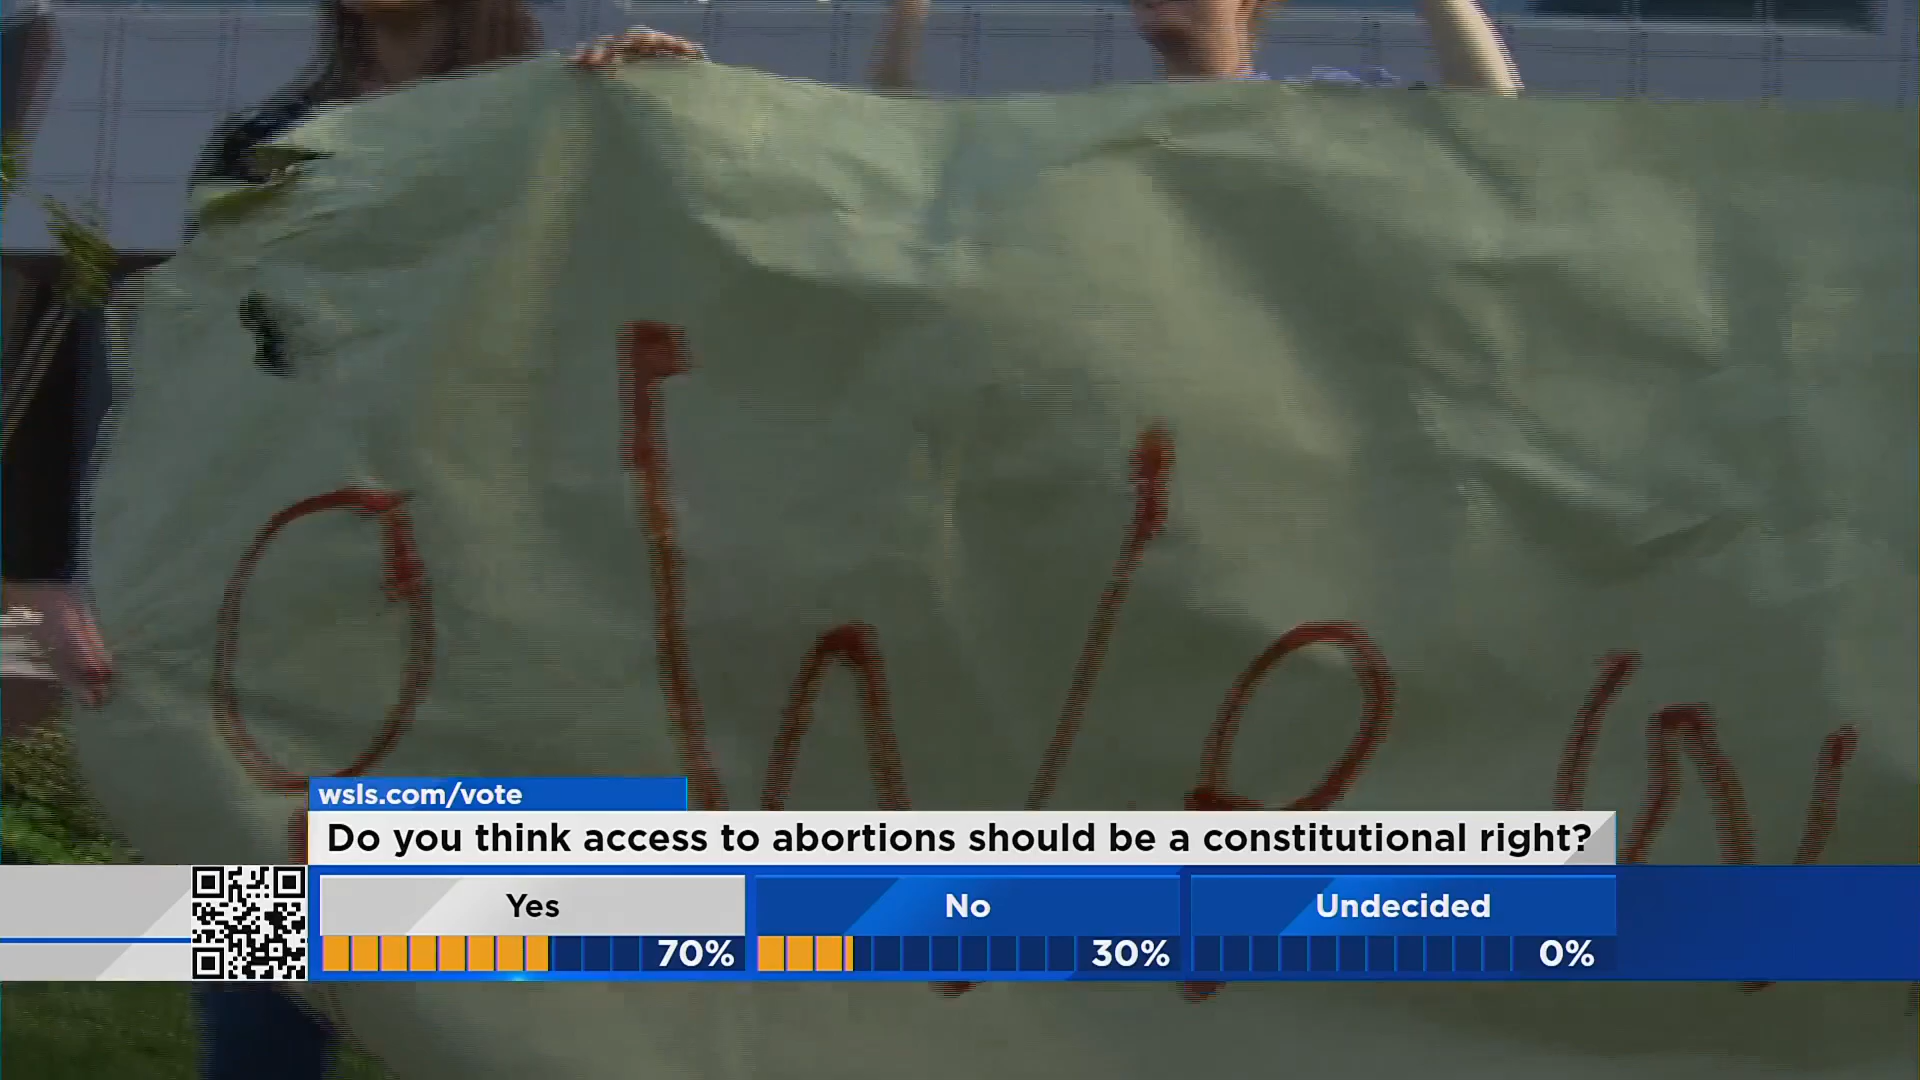 wsls.com/vote
Do you think access to abortions should be a constitutional right?
Yes No Undecided
70% 30% 0%